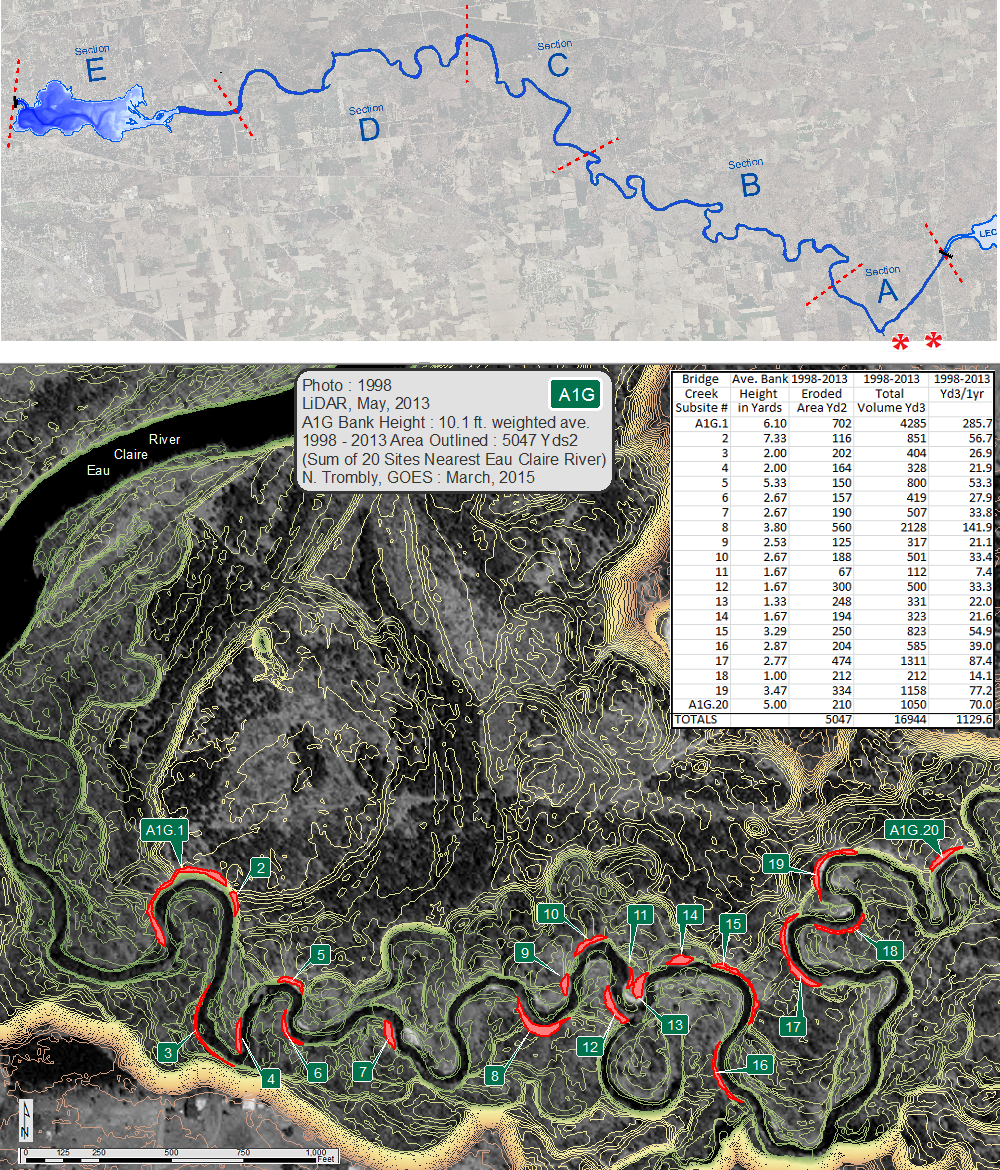 Section
E
Section
D
Section
C
Section
B
Section
A
LEC
* *
Photo : 1998
LiDAR, May, 2013
A1G Bank Height : 10.1 ft. weighted ave.
1998 - 2013 Area Outlined : 5047 Yds2
(Sum of 20 Sites Nearest Eau Claire River)
N. Trombly, GOES : March, 2015
A1G
Bridge Ave. Bank 1998-2013 1998-2013 1998-2013
Creek Height Eroded Total Yd3/1yr
Subsite # in Yards Area Yd2 Volume Yd3
A1G.1 6.10 702 4285 285.7
2 7.33 116 851 56.7
3 2.00 202 404 26.9
4 2.00 164 328 21.9
5 5.33 150 800 53.3
6 2.67 157 419 27.9
7 2.67 190 507 33.8
8 3.80 560 2128 141.9
9 2.53 125 317 21.1
10 2.67 188 501 33.4
11 1.67 67 112 7.4
12 1.67 300 500 33.3
13 1.33 248 331 22.0
14 1.67 194 323 21.6
15 3.29 250 823 54.9
16 2.87 204 585 39.0
17 2.77 474 1311 87.4
18 1.00 212 212 14.1
19 3.47 334 1158 77.2
A1G.20 5.00 210 1050 70.0
TOTALS 5047 16944 1129.6
River
Claire
Eau
A1G.1
2
3
4
5
6
7
8
9
10
11
12
13
14
15
16
17
18
19
A1G.20
N
0 125 250 500 750 1,000
Feet